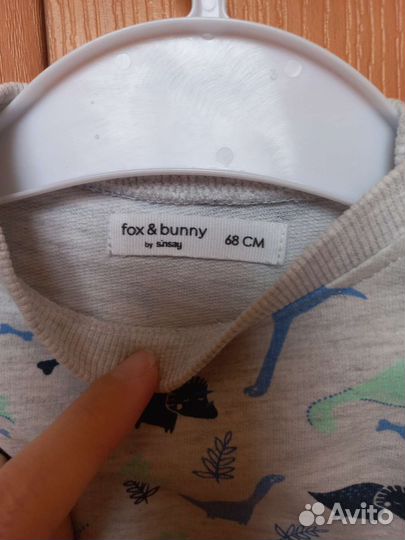 fox & bunny
by sinsay
68 CM
Avito